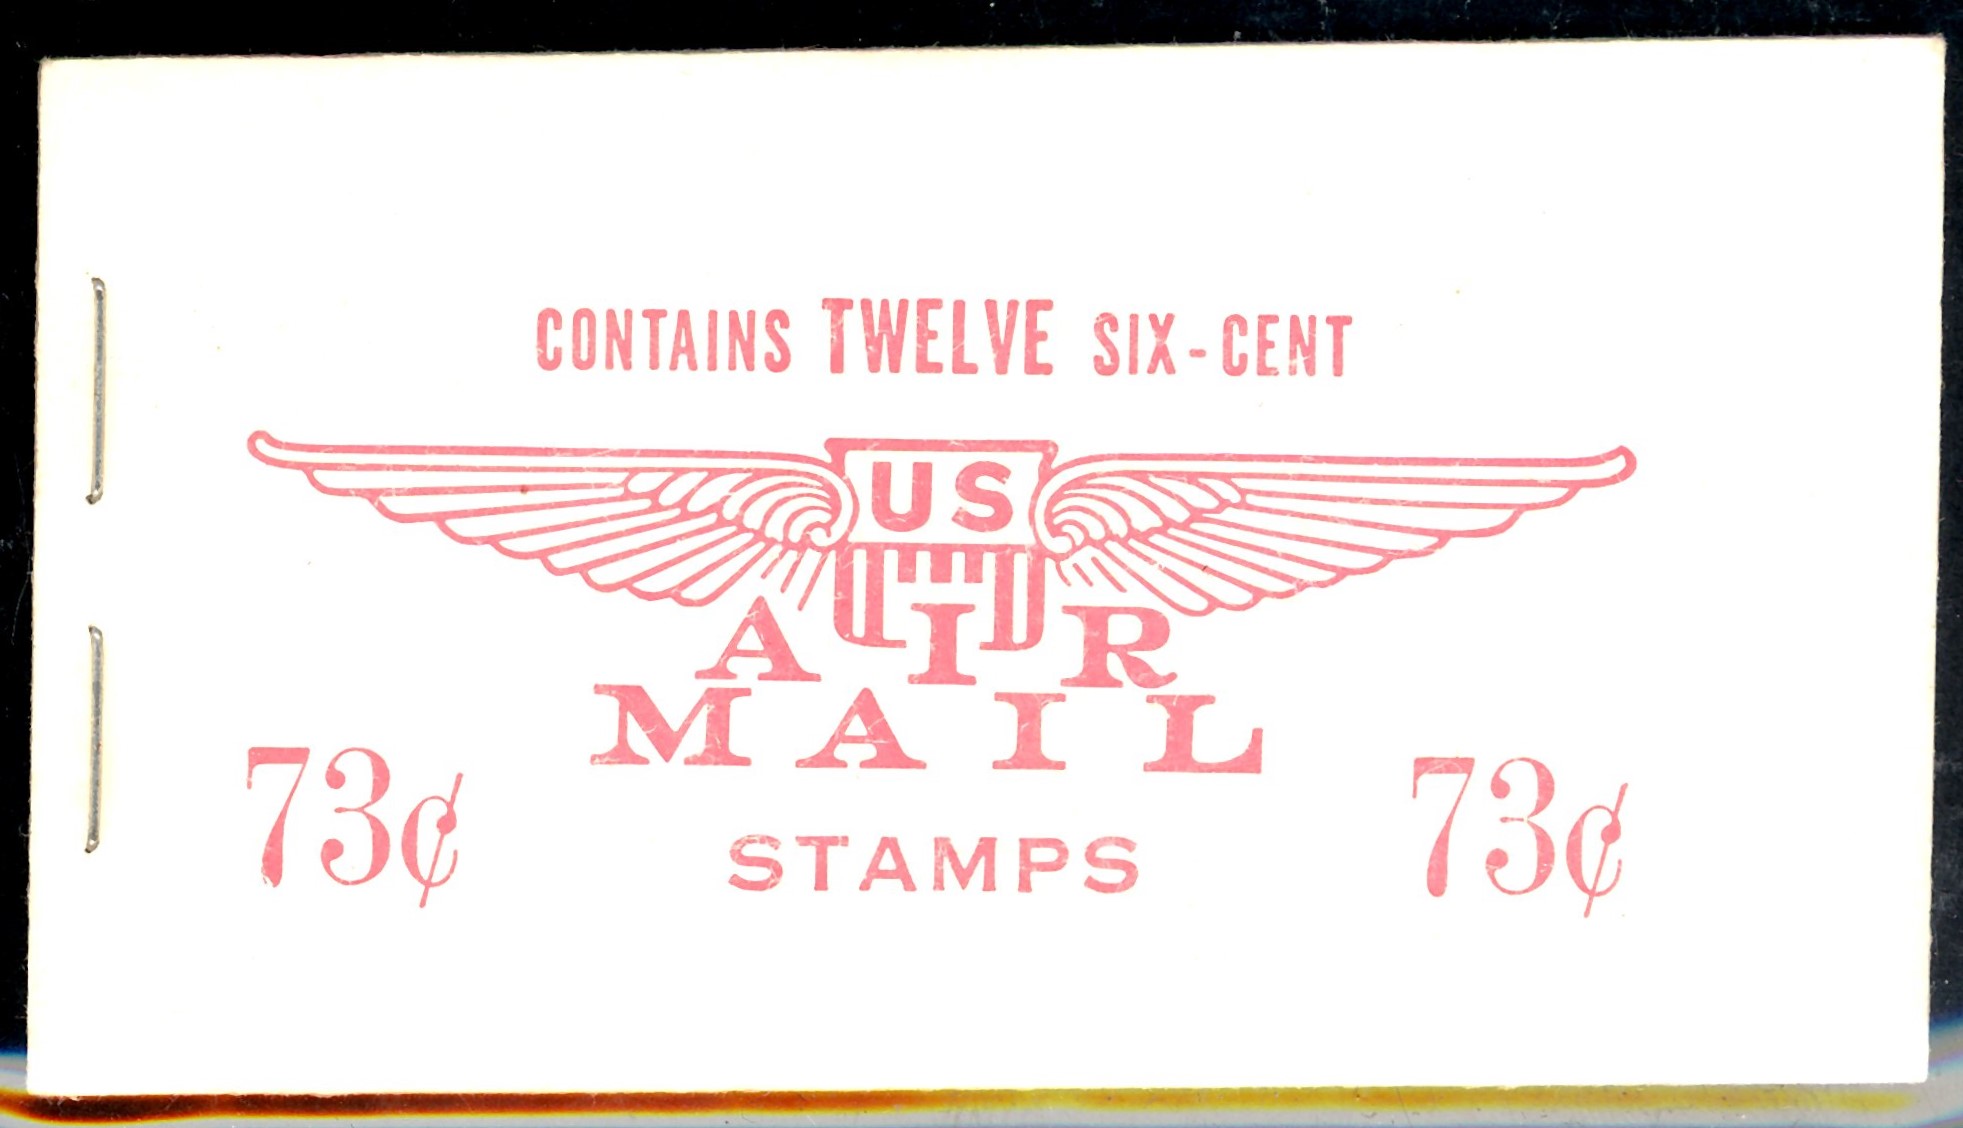 CONTAINS TWELVE SIX-CENT
US
AIR
MAIL
73¢ 73¢
STAMPS